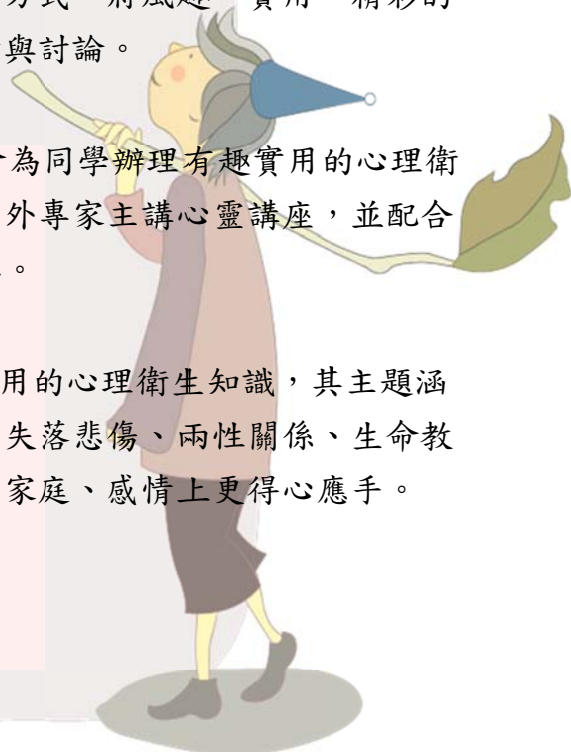 方式，將風趣、實用、精彩的
與討論。
為同學辦理有趣實用的心理衛
外專家主講心靈講座，並配合
。
用的心理衛生知識，其主題涵
失落悲傷、兩性關係、生命教
家庭、感情上更得心應手。